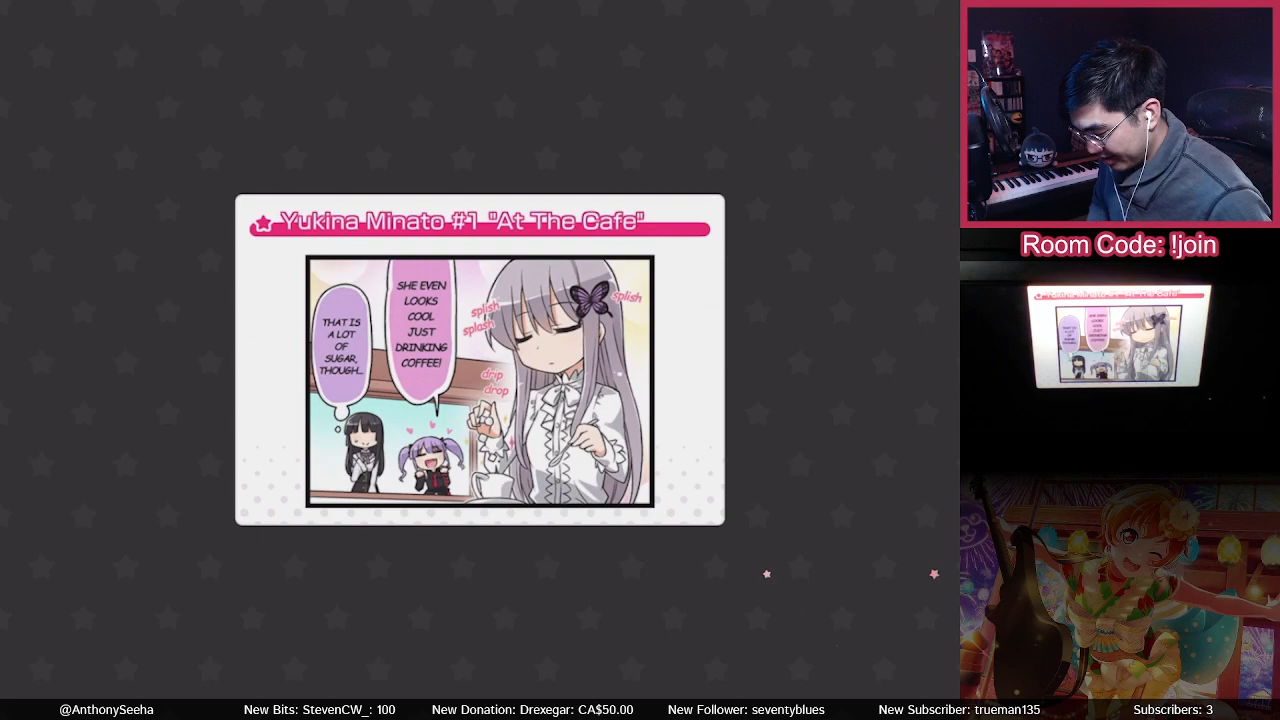 Yukina Minato #1 "At The Cafe"
THAT IS
A LOT
OF
SUGAR,
THOUGH...
SHE EVEN
LOOKS
COOL
JUST
DRINKING
COFFEE!
splish
splash
splish
drip
drop
Room Code: !join
@AnthonySeeha
New Bits: StevenCW_: 100
New Donation: Drexegar: CA$50.00
New Follower: seventyblues
New Subscriber: trueman135
Subscribers: 3